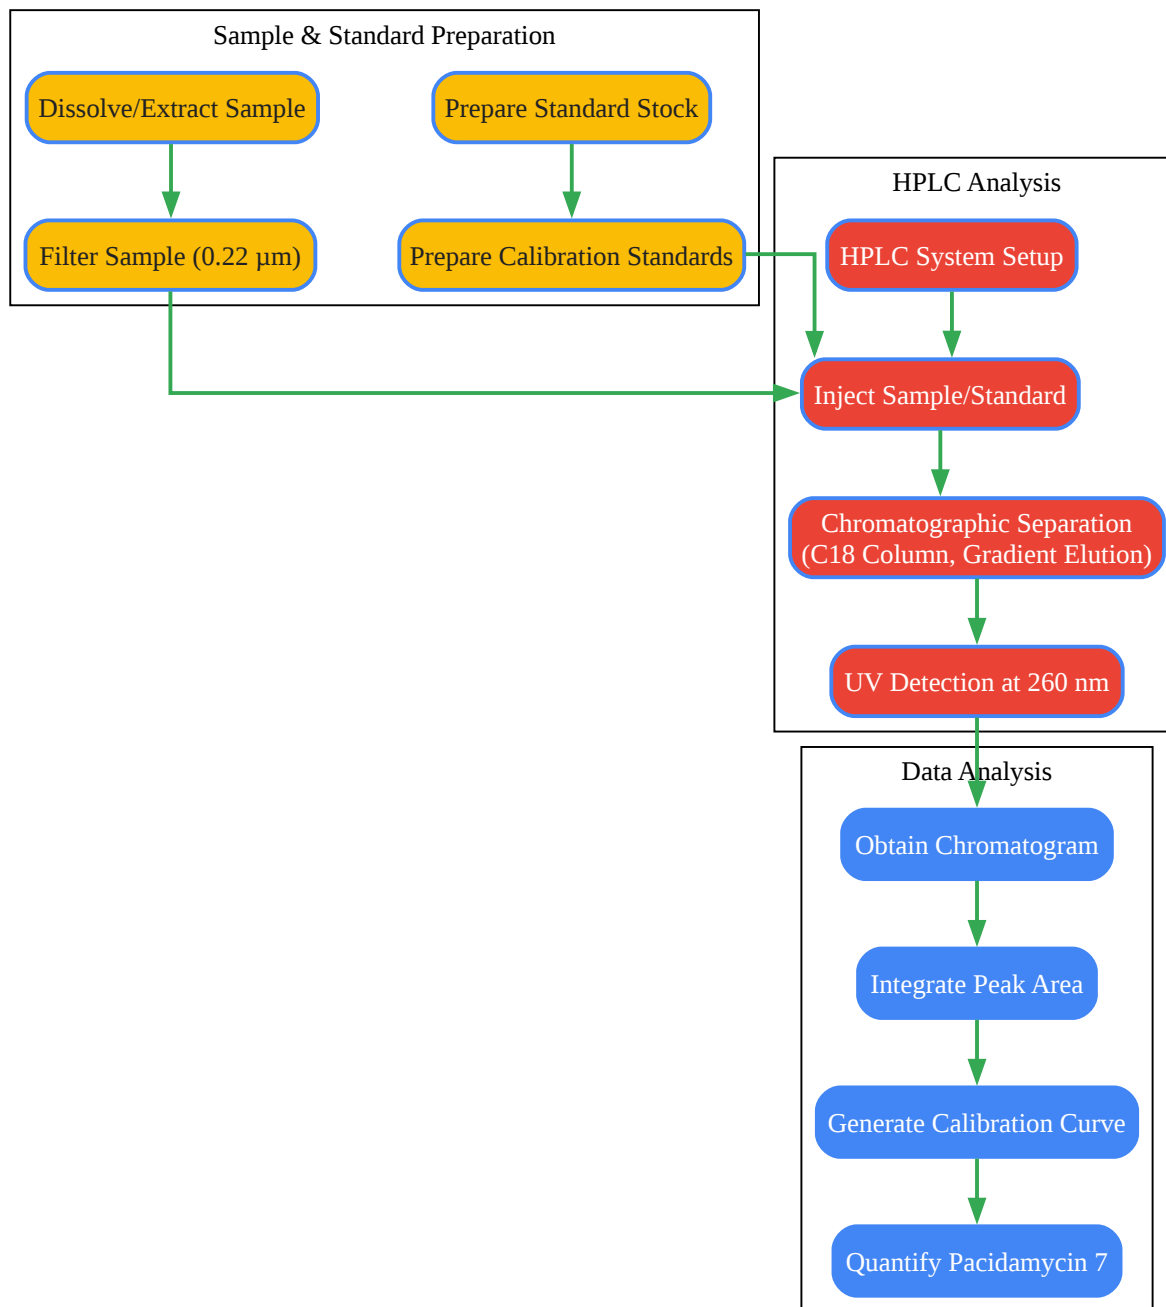 Sample & Standard Preparation
Dissolve/Extract Sample
Prepare Standard Stock
Filter Sample (0.22 µm)
Prepare Calibration Standards
HPLC Analysis
HPLC System Setup
Inject Sample/Standard
Chromatographic Separation
(C18 Column, Gradient Elution)
UV Detection at 260 nm
Data Analysis
Obtain Chromatogram
Integrate Peak Area
Generate Calibration Curve
Quantify Pacidamycin 7